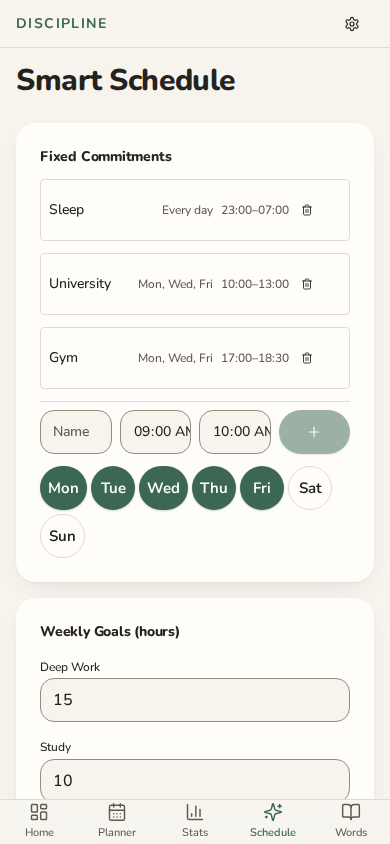 DISCIPLINE
Smart Schedule
Fixed Commitments
Sleep Every day 23:00–07:00
University Mon, Wed, Fri 10:00–13:00
Gym Mon, Wed, Fri 17:00–18:30
Name 09:00 AM 10:00 AM +
Mon Tue Wed Thu Fri Sat
Sun
Weekly Goals (hours)
Deep Work
15
Study
10
Home Planner Stats Schedule Words